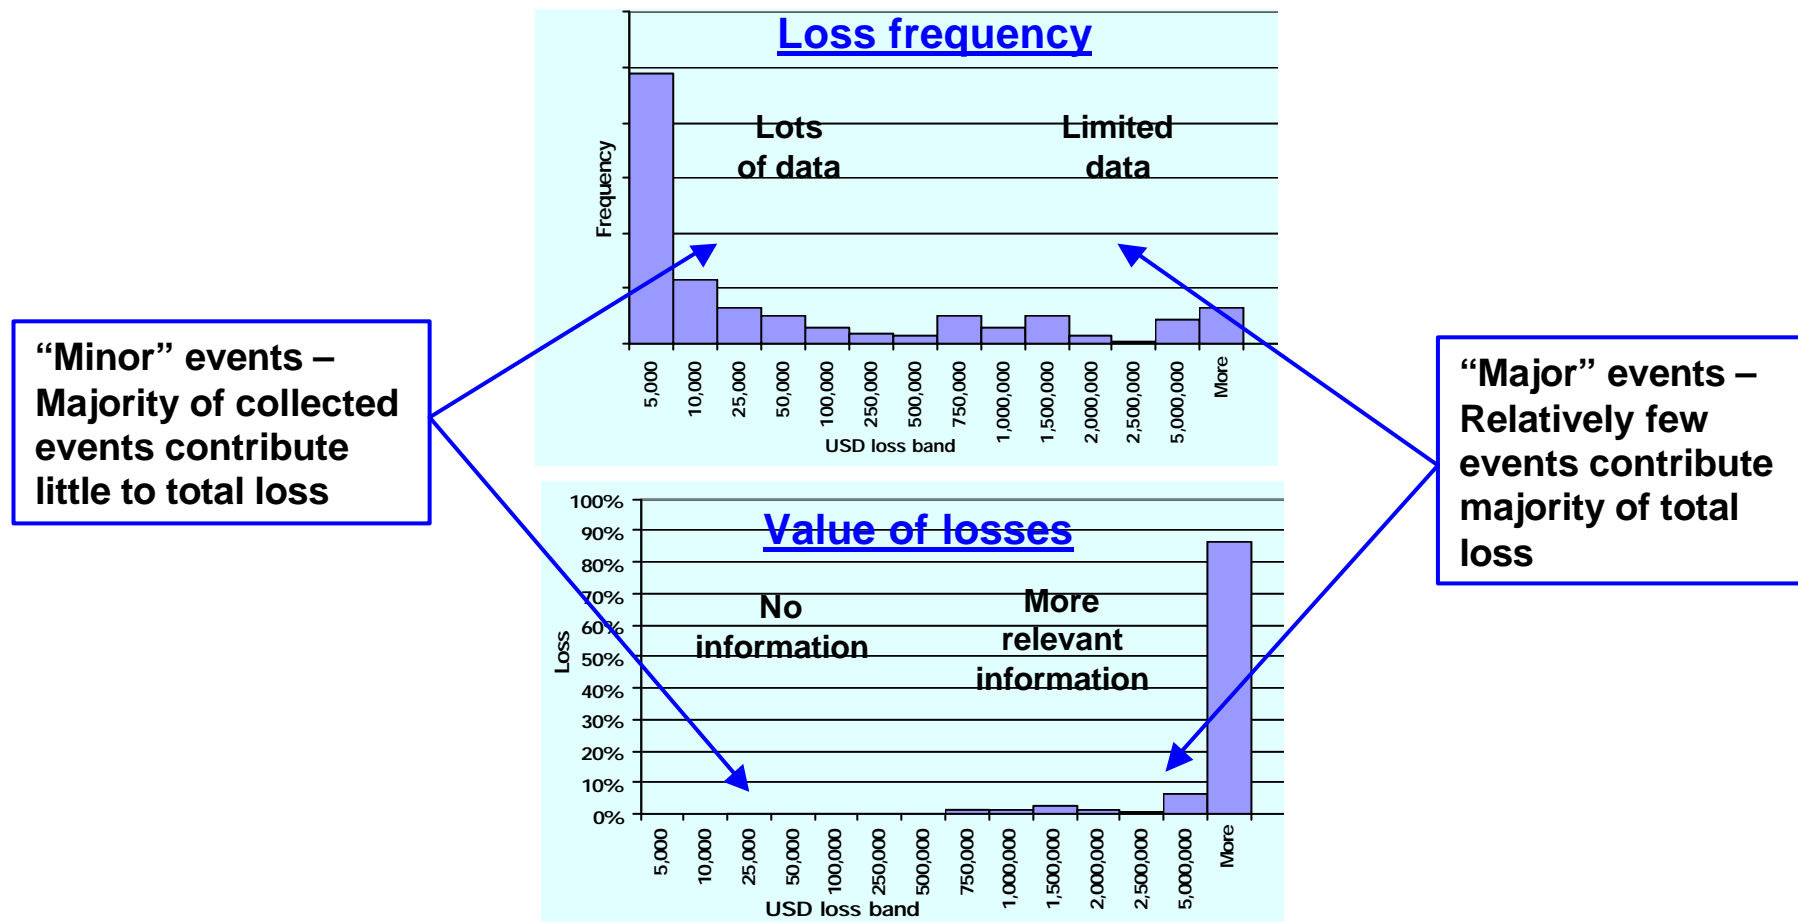 Loss frequency
Lots
of data
Limited
data
Frequency
5,000
10,000
25,000
50,000
100,000
250,000
500,000
750,000
1,000,000
1,500,000
2,000,000
2,500,000
5,000,000
More
USD loss band
“Minor” events –
Majority of collected
events contribute
little to total loss
“Major” events –
Relatively few
events contribute
majority of total
loss
Value of losses
No
information
More
relevant
information
Loss
100%
90%
80%
70%
60%
50%
40%
30%
20%
10%
0%
5,000
10,000
25,000
50,000
100,000
250,000
500,000
750,000
1,000,000
1,500,000
2,000,000
2,500,000
5,000,000
More
USD loss band